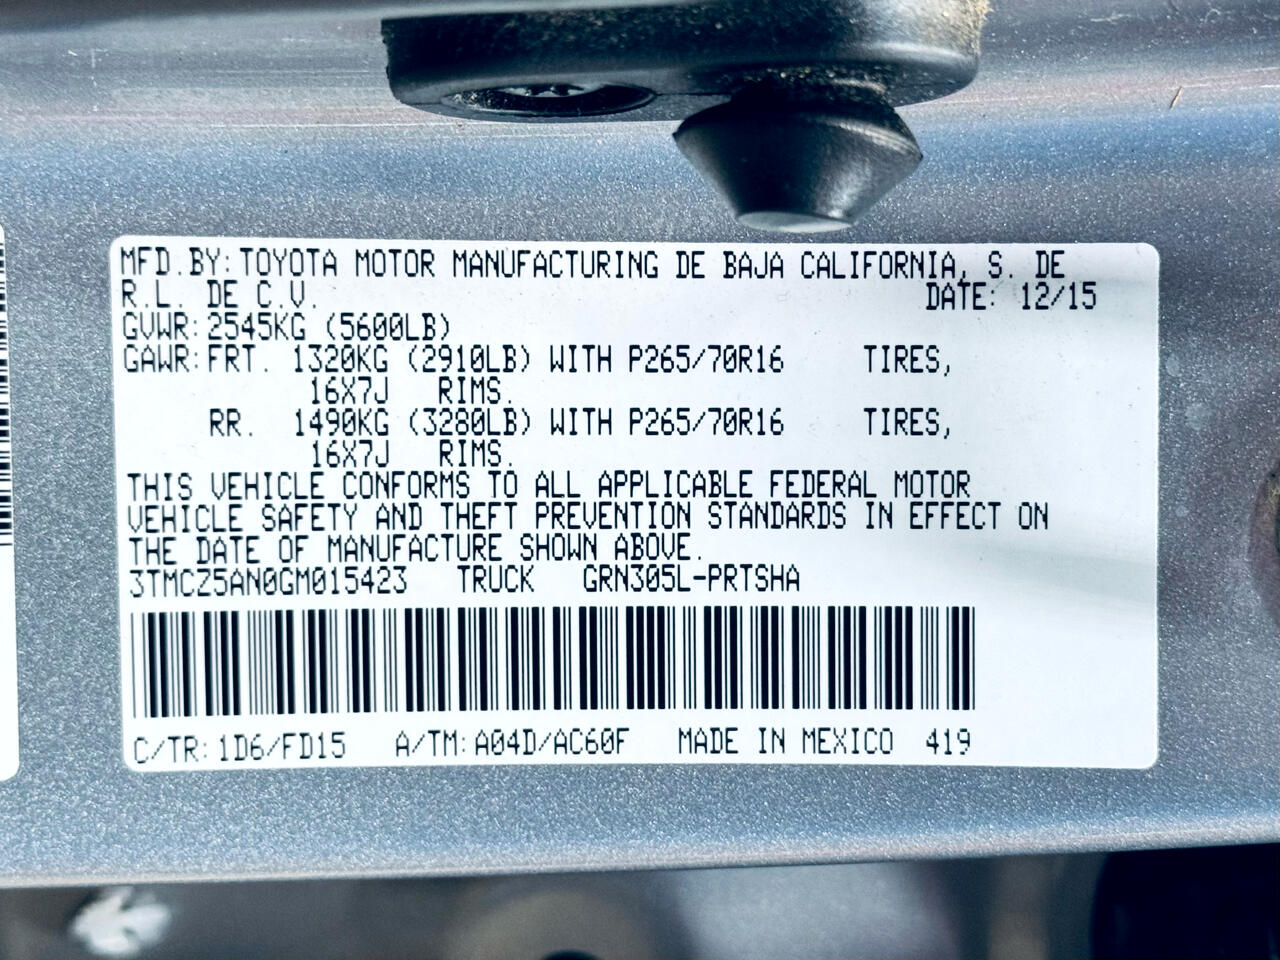 MFD.BY:TOYOTA MOTOR MANUFACTURING DE BAJA CALIFORNIA, S. DE
R.L. DE C.V. DATE: 12/15
GVWR:2545KG (5600LB)
GAWR:FRT. 1320KG (2910LB) WITH P265/70R16 TIRES,
16X7J RIMS.
RR. 1490KG (3280LB) WITH P265/70R16 TIRES,
16X7J RIMS.
THIS VEHICLE CONFORMS TO ALL APPLICABLE FEDERAL MOTOR
VEHICLE SAFETY AND THEFT PREVENTION STANDARDS IN EFFECT ON
THE DATE OF MANUFACTURE SHOWN ABOVE.
3TMCZ5AN0GM015423 TRUCK GRN305L-PRTSHA
C/TR:1D6/FD15 A/TM:A04D/AC60F MADE IN MEXICO 419